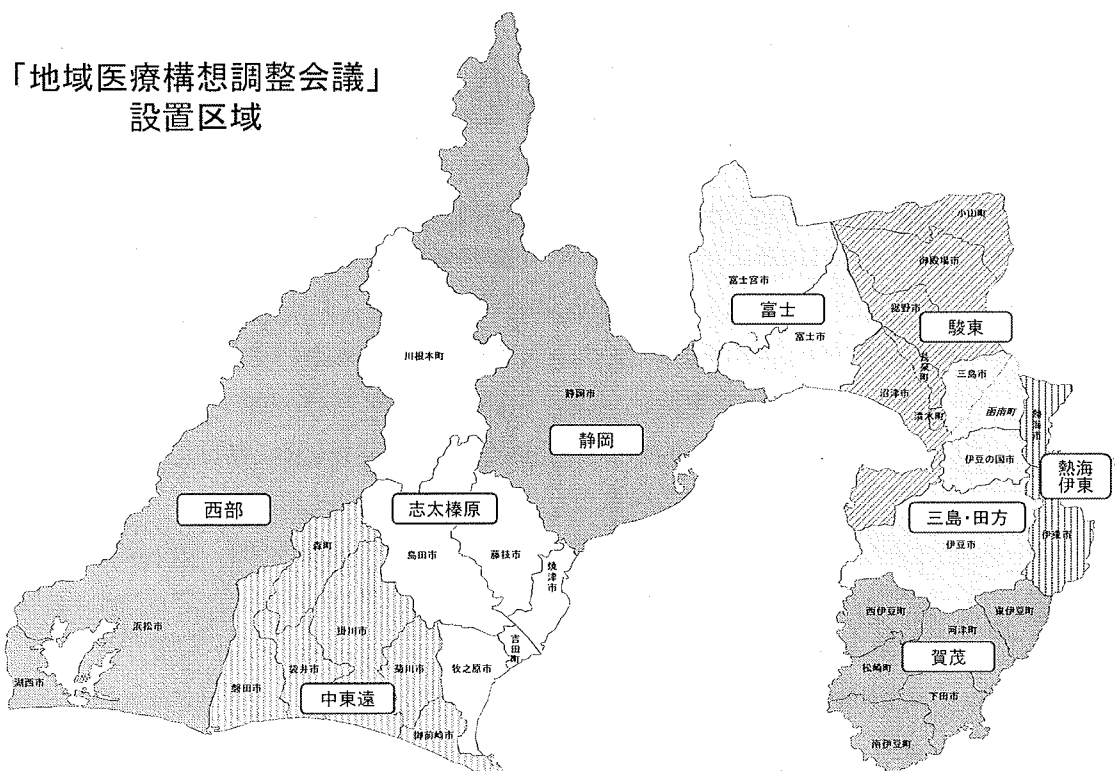 「地域医療構想調整会議」
設置区域
小山町
御殿場市
富士宮市
裾野市
富士
駿東
富士市
川根本町
長泉町
三島市
静岡市
沼津市
函南町
熱海市
清水町
静岡
伊豆の国市
熱海
伊東
西部
志太榛原
三島・田方
森町
島田市
藤枝市
伊東市
伊豆市
焼津市
西伊豆町
東伊豆町
浜松市
掛川市
河津町
吉田町
賀茂
湖西市
磐田市
袋井市
菊川市
牧之原市
松崎町
中東遠
下田市
御前崎市
南伊豆町